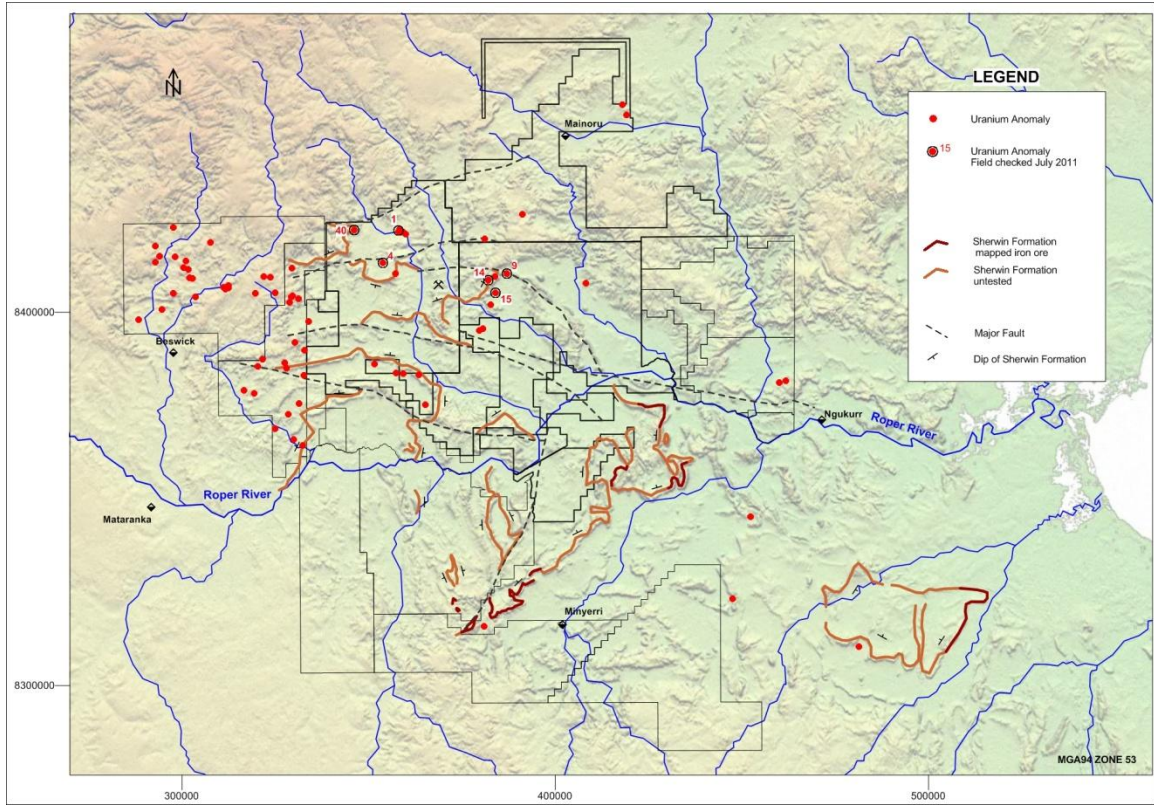 N
LEGEND
Uranium Anomaly
15
Uranium Anomaly
Field checked July 2011
Sherwin Formation
mapped iron ore
Sherwin Formation
untested
Major Fault
Dip of Sherwin Formation
Mainoru
40
1
4
14
9
15
8400000
Beswick
Ngukurr
Roper River
Roper River
Mataranka
Minyerri
8300000
MGA94 ZONE 53
300000
400000
500000